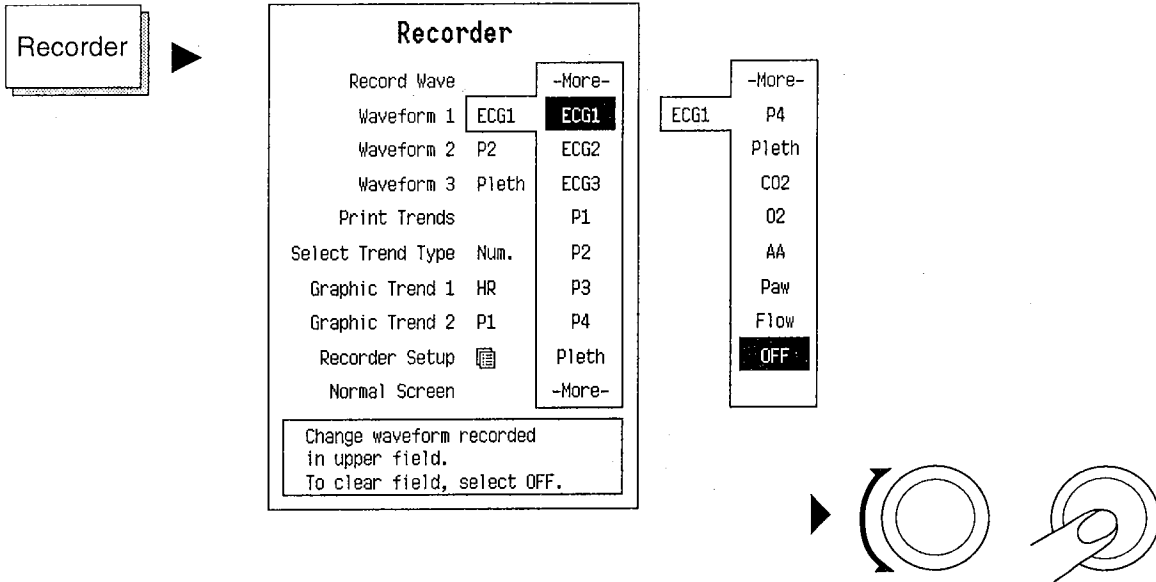 Recorder
Recorder
Record Wave
Waveform 1 ECG1
Waveform 2 P2
Waveform 3 Pleth
Print Trends
Select Trend Type Num.
Graphic Trend 1 HR
Graphic Trend 2 P1
Recorder Setup
Normal Screen
-More-
ECG1
ECG2
ECG3
P1
P2
P3
P4
Pleth
-More-
Change waveform recorded
in upper field.
To clear field, select OFF.
ECG1
-More-
P4
Pleth
CO2
O2
AA
Paw
Flow
OFF